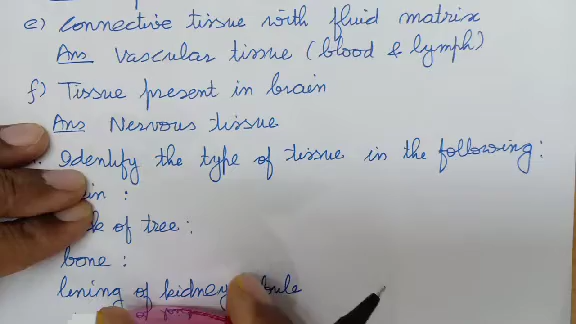 e) Connective tissue with fluid matrix
Ans Vascular tissue (blood & lymph)
f) Tissue present in brain
Ans Nervous tissue
Identify the type of tissue in the following:
of tree:
bone:
lining of kidney